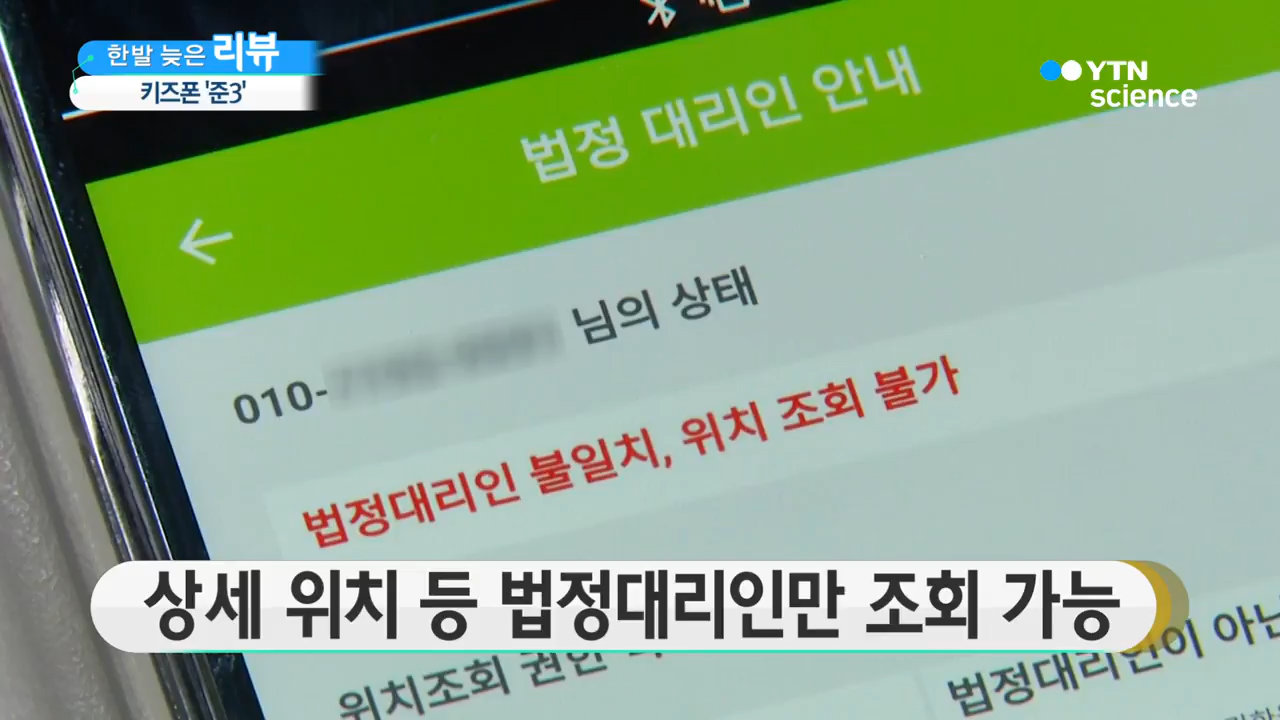 한발 늦은 리뷰
키즈폰 '준3'
YTN
science
법정 대리인 안내
010-
님의 상태
법정대리인 불일치, 위치 조회 불가
상세 위치 등 법정대리인만 조회 가능
위치조회 권한
법정대리인이 아닌